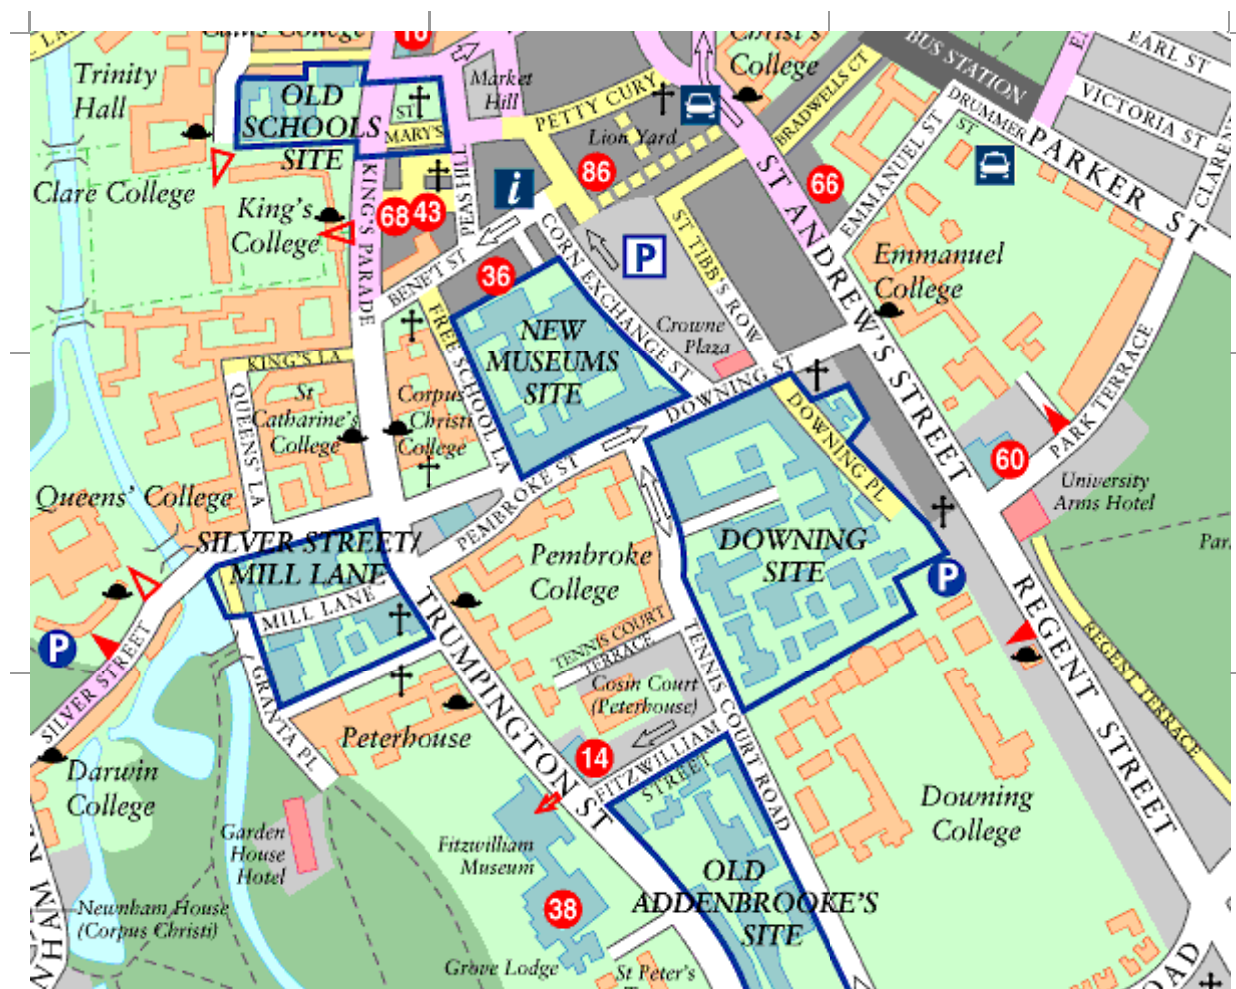 Caius College
10
Christ's
College
BUS STATION
EARL ST
VICTORIA ST
Trinity
Hall
OLD
SCHOOLS
SITE
ST
MARY'S
Market
Hill
PETTY CURY
Lion Yard
BRADWELLS CT
DRUMMER
ST
PARKER ST
Clare College
King's
College
KING'S PARADE
PEAS HILL
68
43
86
66
i
P
EMMANUEL ST
ST ANDREW'S STREET
Emmanuel
College
BENE'T ST
CORN EXCHANGE ST
ST TIBB'S ROW
36
NEW
MUSEUMS
SITE
Crowne
Plaza
FREE SCHOOL LA
KING'S LA
QUEENS' LA
St
Catharine's
College
Corpus
Christi
College
DOWNING ST
DOWNING PL
PARK TERRACE
60
University
Arms Hotel
Queens' College
PEMBROKE ST
SILVER STREET/
MILL LANE
MILL LANE
Pembroke
College
DOWNING
SITE
P
P
SILVER STREET
GRANTA PL
TRUMPINGTON ST
TENNIS COURT
TERRACE
TENNIS COURT ROAD
REGENT STREET
REGENT TERRACE
Cosin Court
(Peterhouse)
Peterhouse
14
FITZWILLIAM
STREET
Darwin
College
Garden
House
Hotel
Fitzwilliam
Museum
Downing
College
38
OLD
ADDENBROOKE'S
SITE
Newnham House
(Corpus Christi)
Grove Lodge
St Peter's